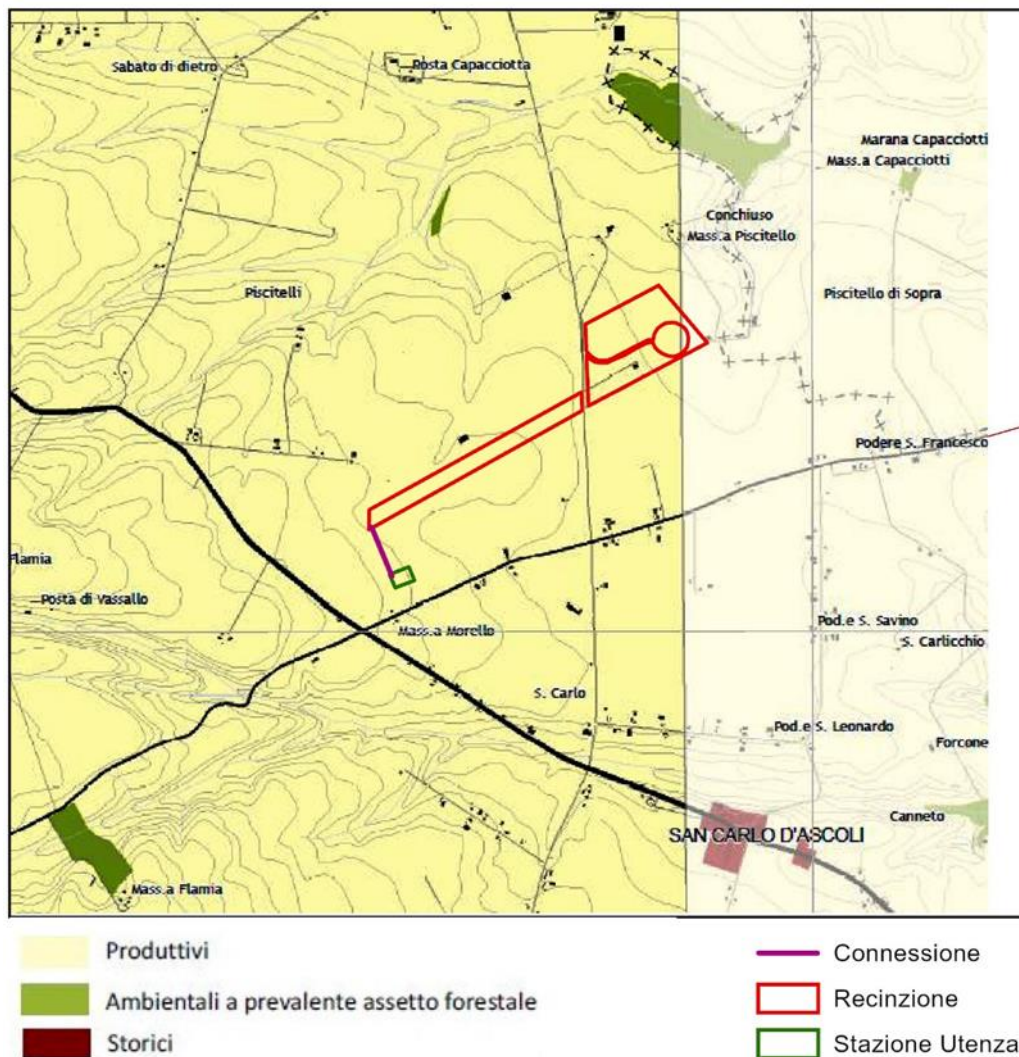 Sabato di dietro
Posta Capacciotta
Marana Capacciotti
Mass.a Capacciotti
Conchiuso
Mass.a Piscitello
Piscitelli
Piscitello di Sopra
Podere S. Francesco
Flamia
Posta di Vassallo
Mass.a Morello
Pod.e S. Savino
S. Carlicchio
S. Carlo
Pod.e S. Leonardo
Forcone
Canneto
SAN CARLO D'ASCOLI
Mass.a Flamia
Produttivi
Ambientali a prevalente assetto forestale
Storici
Connessione
Recinzione
Stazione Utenza